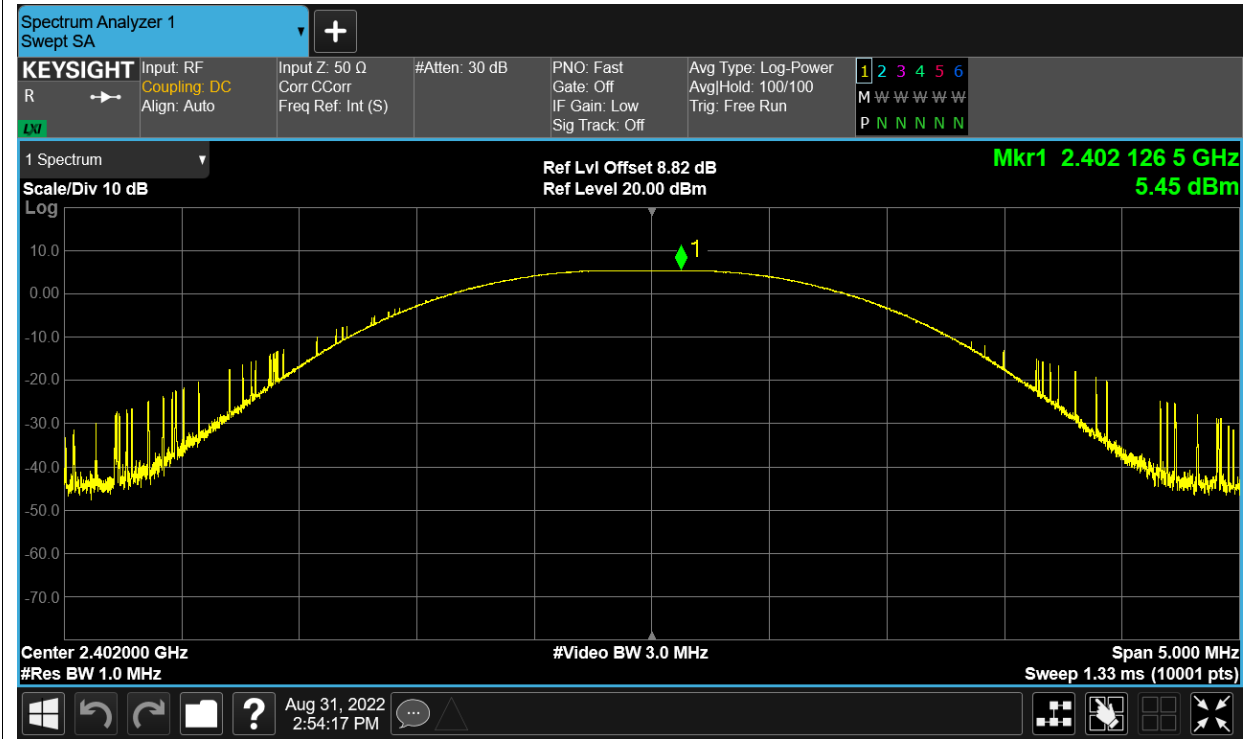 Spectrum Analyzer 1
Swept SA
KEYSIGHT
R
LXI
Input: RF
Coupling: DC
Align: Auto
Input Z: 50 Ω
Corr CCorr
Freq Ref: Int (S)
#Atten: 30 dB
PNO: Fast
Gate: Off
IF Gain: Low
Sig Track: Off
Avg Type: Log-Power
Avg|Hold: 100/100
Trig: Free Run
1 2 3 4 5 6
M W W W W W
P N N N N N
1 Spectrum
Scale/Div 10 dB
Log
Ref Lvl Offset 8.82 dB
Ref Level 20.00 dBm
Mkr1 2.402 126 5 GHz
5.45 dBm
1
10.0
0.00
-10.0
-20.0
-30.0
-40.0
-50.0
-60.0
-70.0
Center 2.402000 GHz
#Res BW 1.0 MHz
#Video BW 3.0 MHz
Span 5.000 MHz
Sweep 1.33 ms (10001 pts)
?
Aug 31, 2022
2:54:17 PM